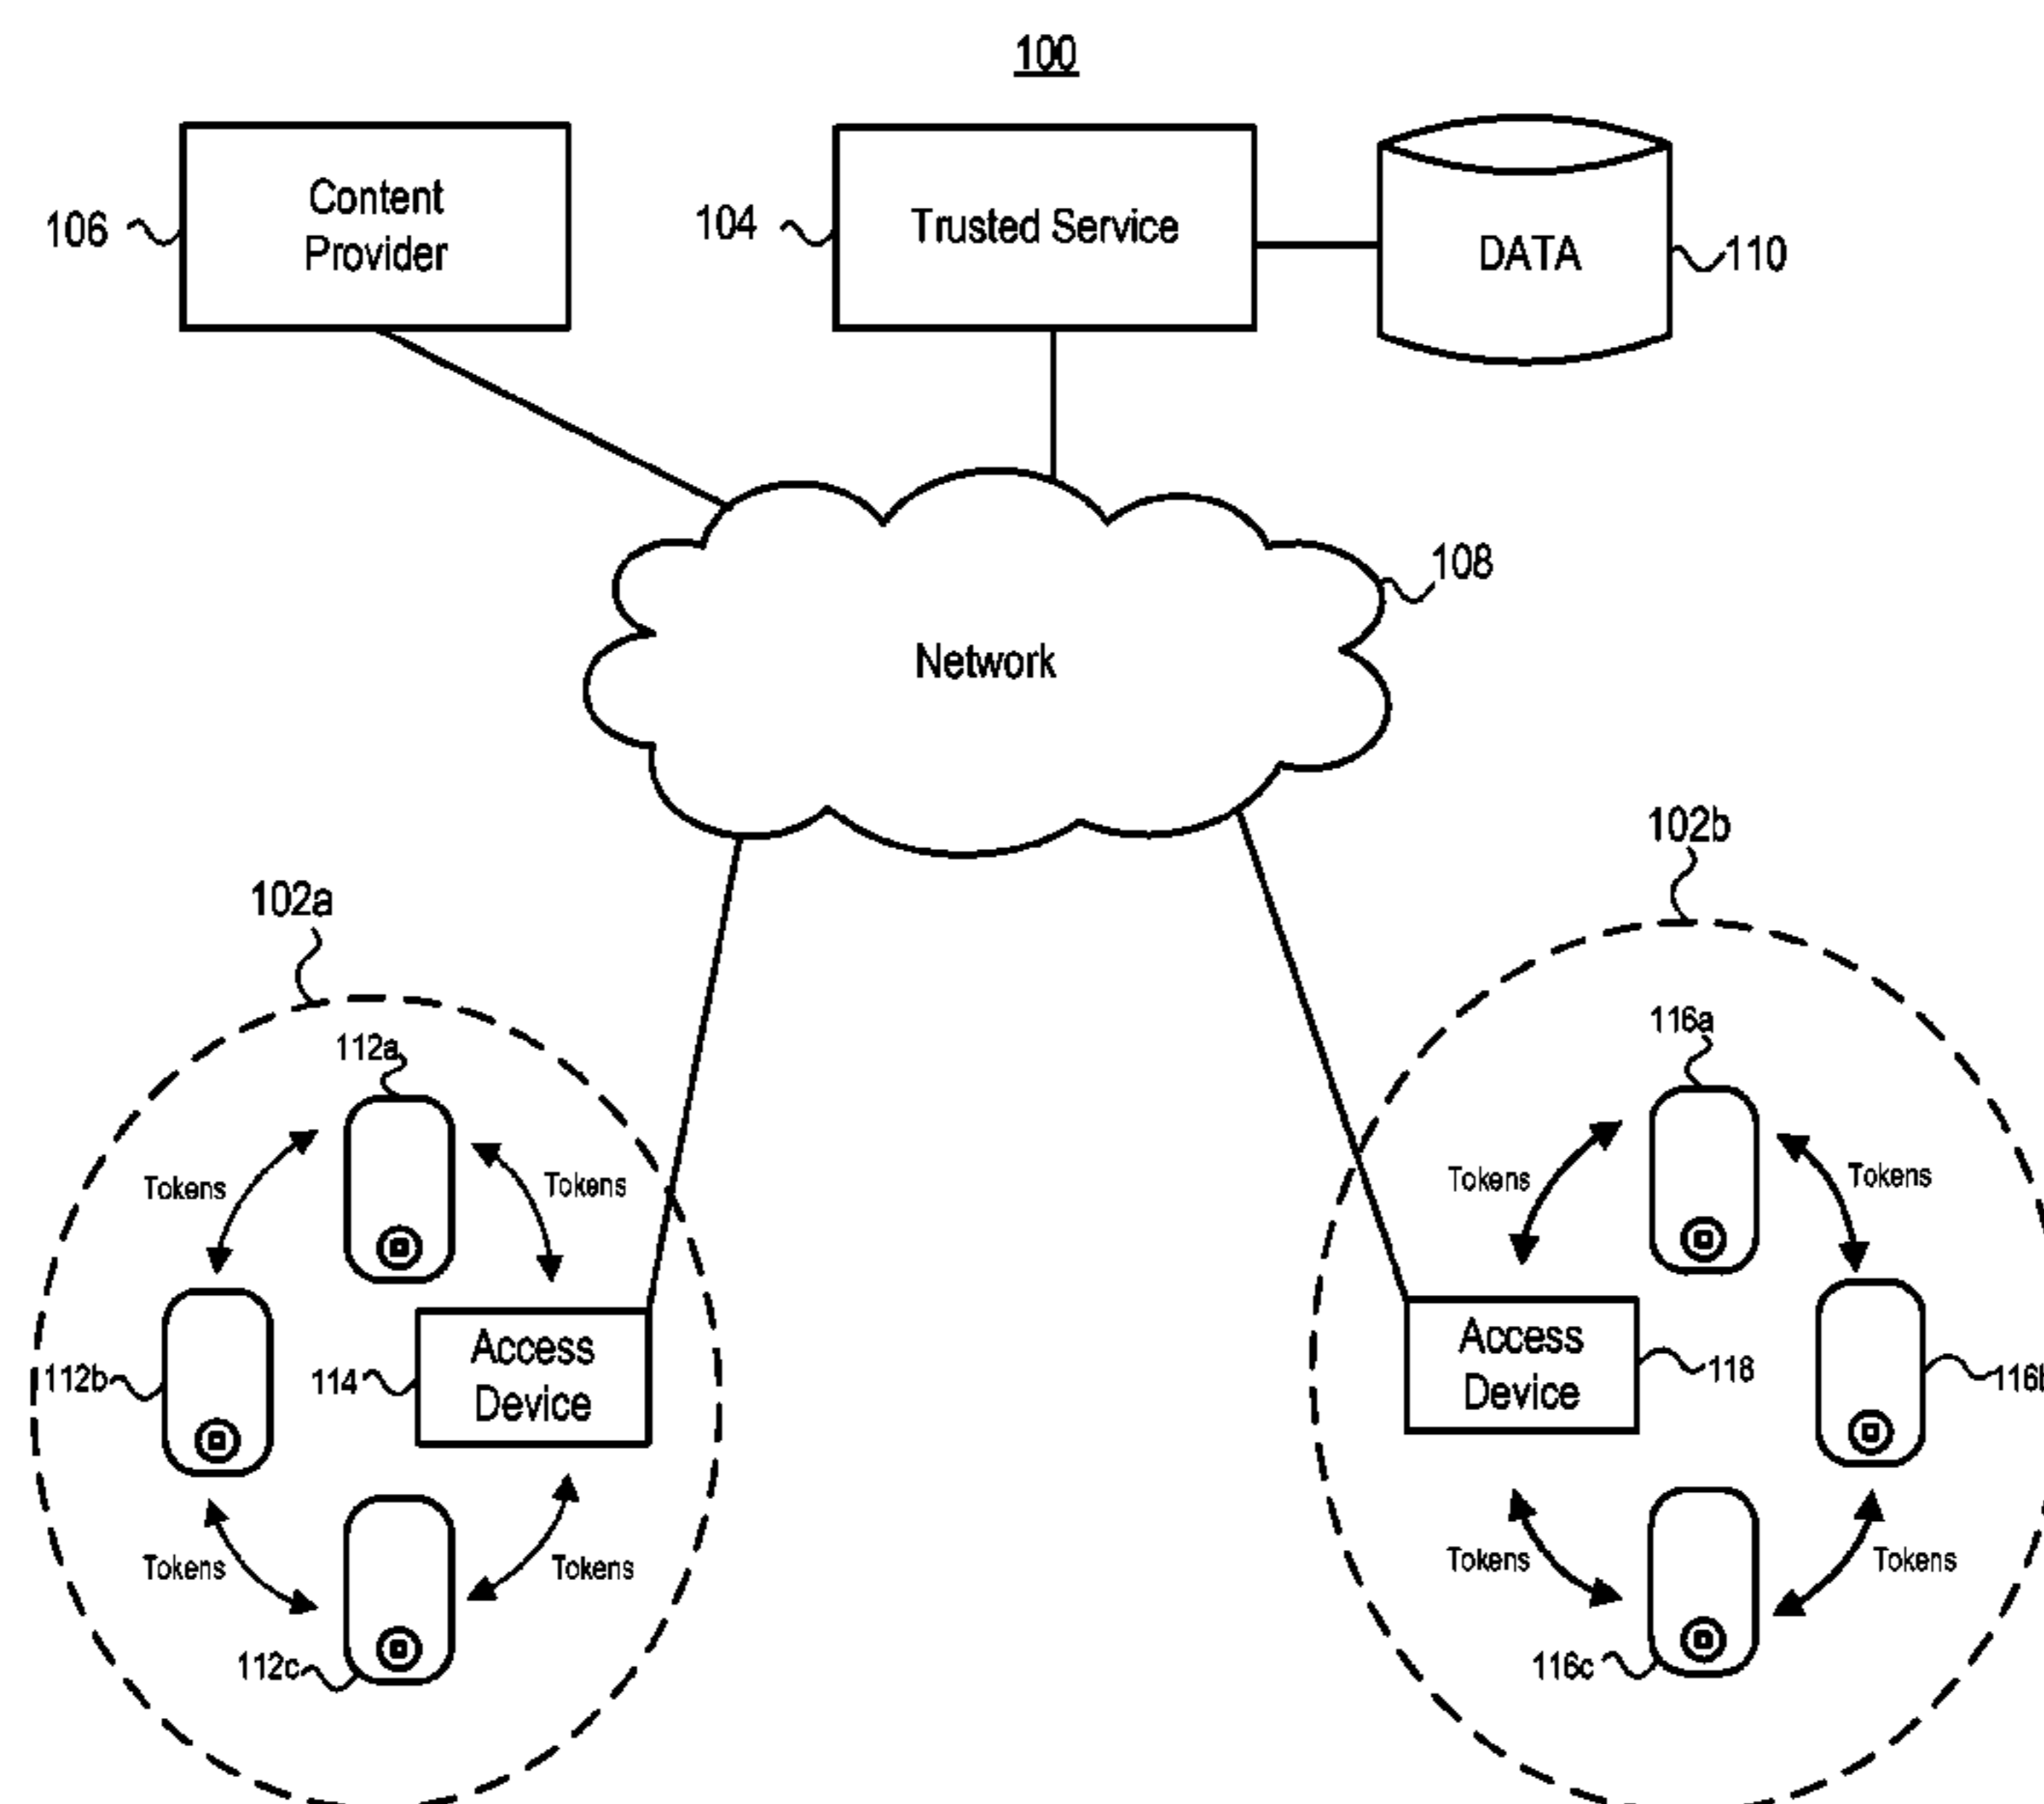 100
Content
Provider
106
Trusted Service
104
DATA
110
108
Network
102a
102b
112a
116a
Tokens
Tokens
Tokens
Tokens
112b
114
Access
Device
Access
Device
118
Tokens
Tokens
Tokens
Tokens
112c
116c